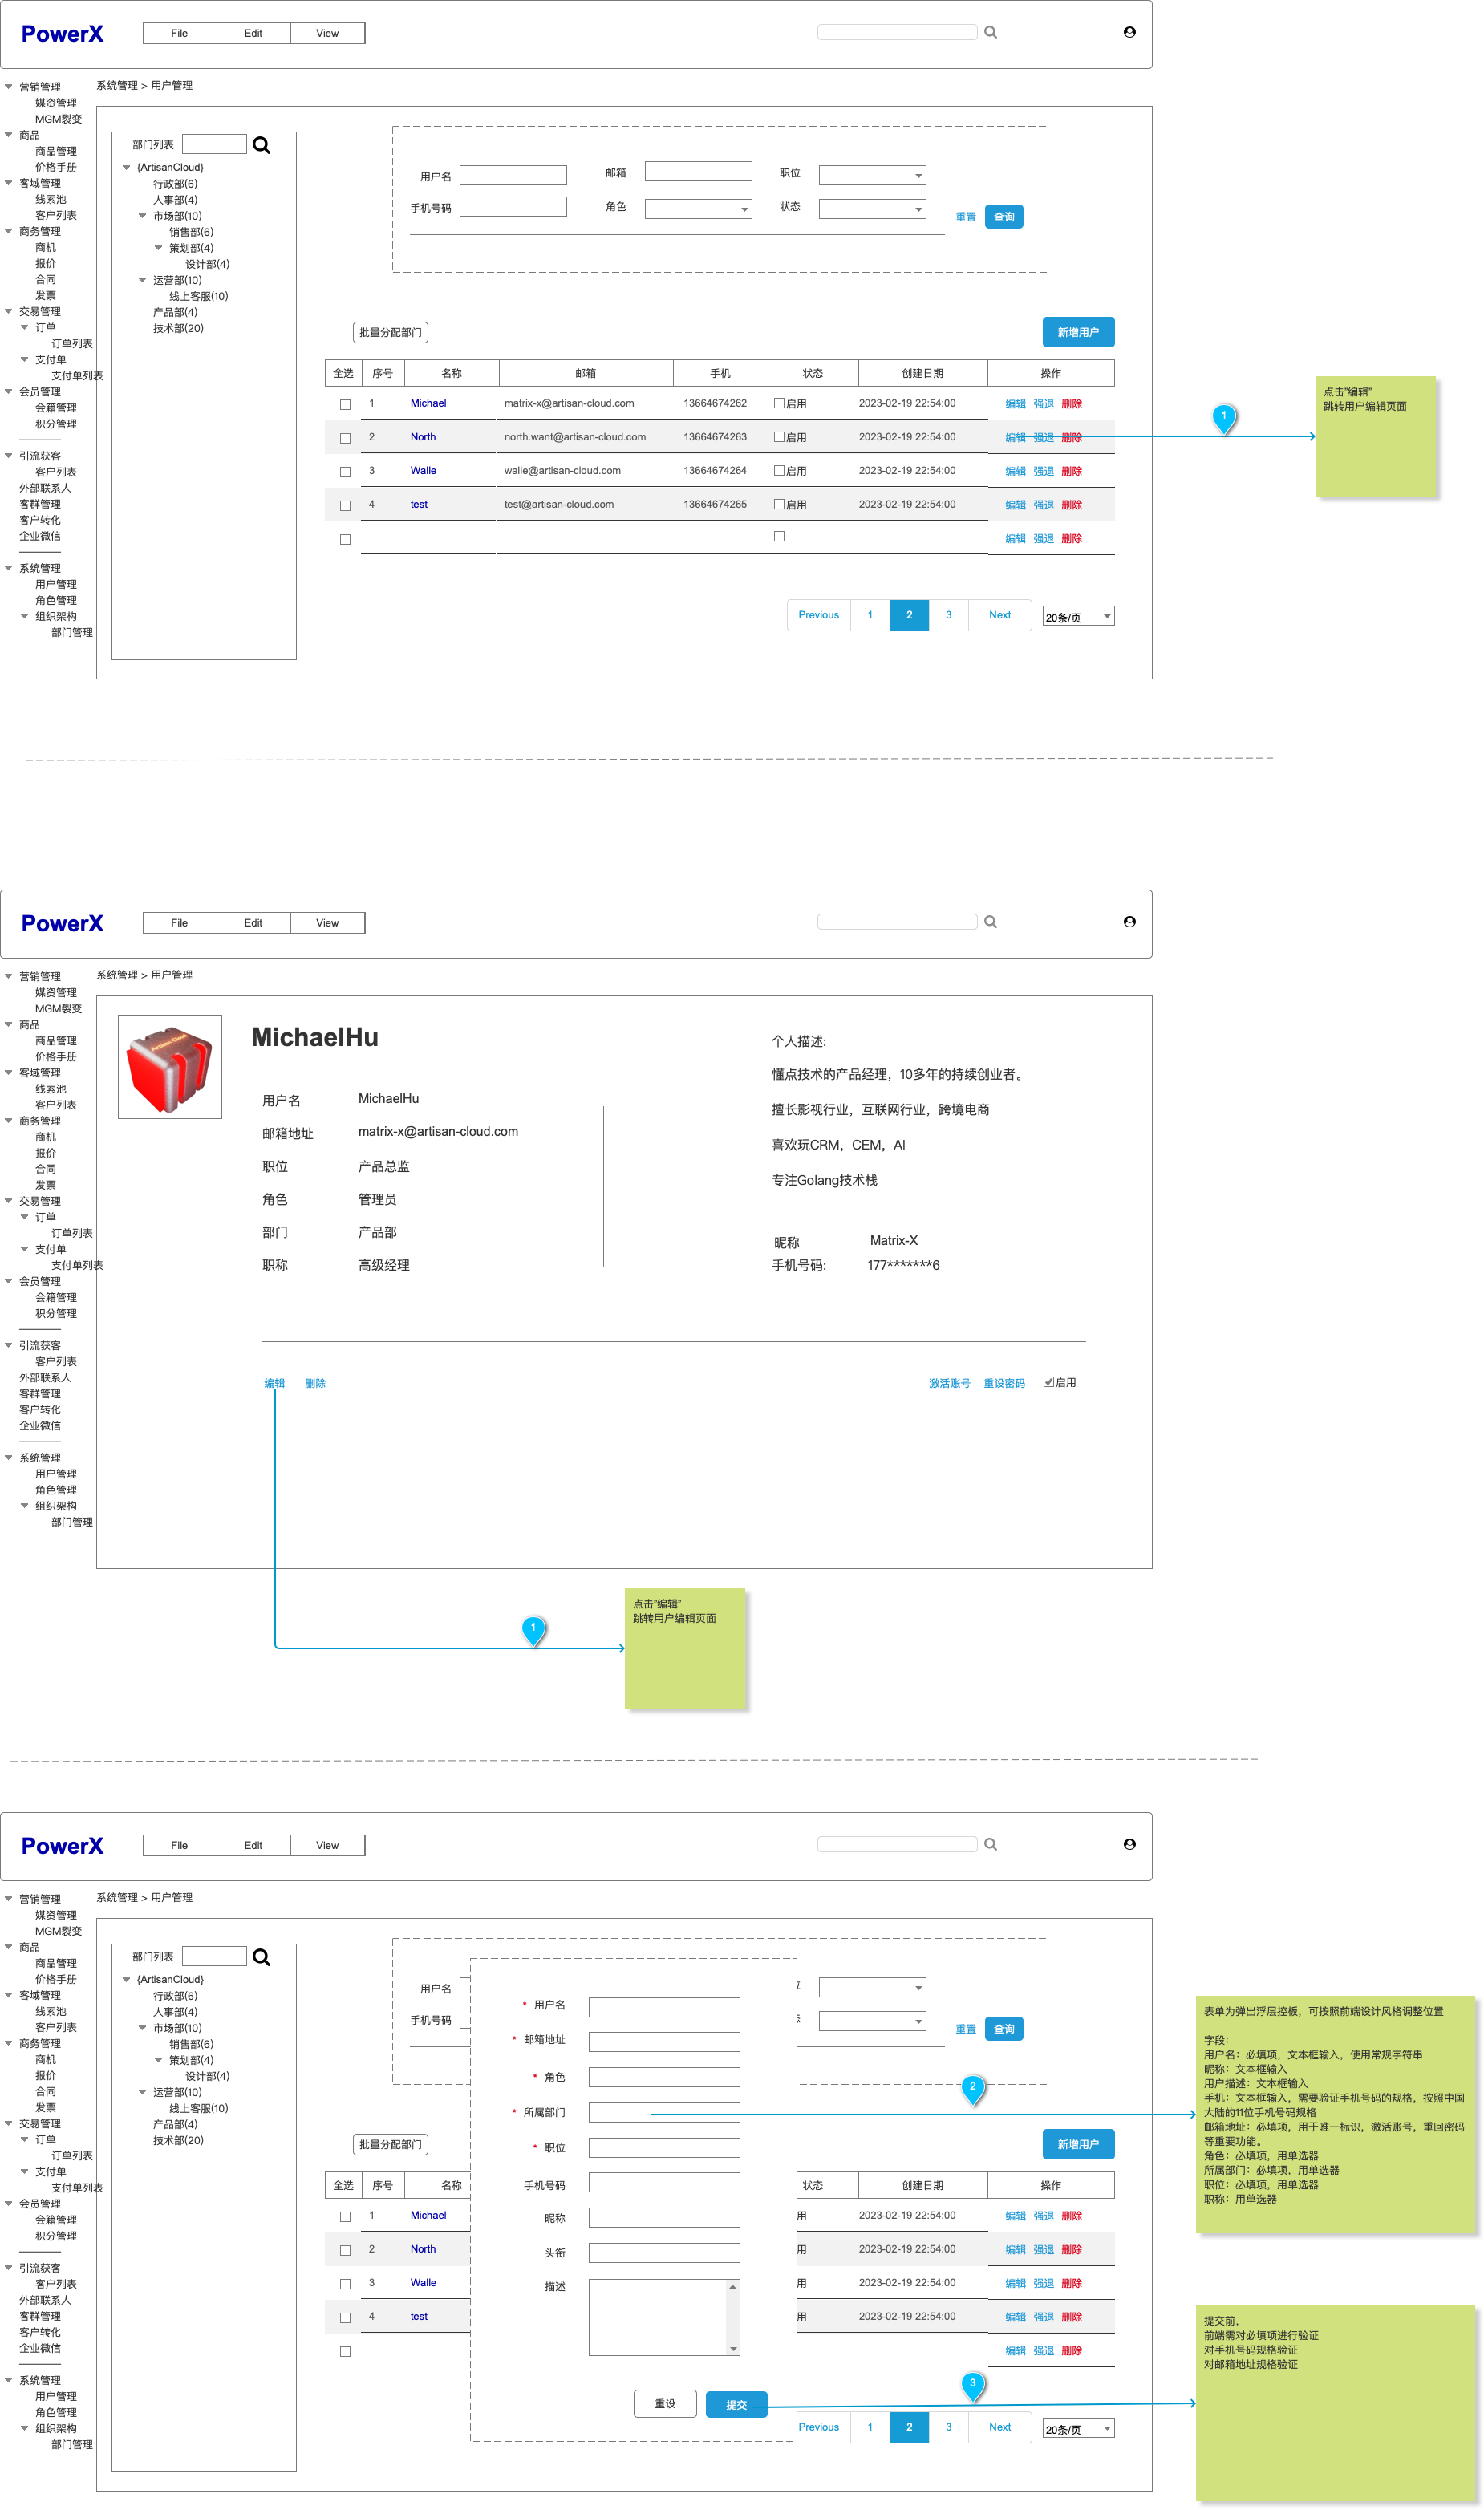 PowerX
File
Edit
View
系统管理 > 用户管理
营销管理
媒资管理
MGM裂变
商品
商品管理
价格手册
客域管理
线索池
客户列表
商务管理
商机
报价
合同
发票
交易管理
订单
订单列表
支付单
支付单列表
会员管理
会籍管理
积分管理
引流获客
客户列表
外部联系人
客群管理
客户转化
企业微信
系统管理
用户管理
角色管理
组织架构
部门管理
部门列表
{ArtisanCloud}
行政部(6)
人事部(4)
市场部(10)
销售部(6)
策划部(4)
设计部(4)
运营部(10)
线上客服(10)
产品部(4)
技术部(20)
用户名 邮箱 职位
手机号码 角色 状态
重置 查询
批量分配部门 新增用户
全选 序号 名称 邮箱 手机 状态 创建日期 操作
1 Michael matrix-x@artisan-cloud.com 13664674262 启用 2023-02-19 22:54:00 编辑 强退 删除
2 North north.want@artisan-cloud.com 13664674263 启用 2023-02-19 22:54:00 编辑 强退 删除
3 Walle walle@artisan-cloud.com 13664674264 启用 2023-02-19 22:54:00 编辑 强退 删除
4 test test@artisan-cloud.com 13664674265 启用 2023-02-19 22:54:00 编辑 强退 删除
编辑 强退 删除
Previous 1 2 3 Next 20条/页
1
点击"编辑"
跳转用户编辑页面
PowerX
File
Edit
View
系统管理 > 用户管理
营销管理
媒资管理
MGM裂变
商品
商品管理
价格手册
客域管理
线索池
客户列表
商务管理
商机
报价
合同
发票
交易管理
订单
订单列表
支付单
支付单列表
会员管理
会籍管理
积分管理
引流获客
客户列表
外部联系人
客群管理
客户转化
企业微信
系统管理
用户管理
角色管理
组织架构
部门管理
MichaelHu
用户名 MichaelHu
邮箱地址 matrix-x@artisan-cloud.com
职位 产品总监
角色 管理员
部门 产品部
职称 高级经理
个人描述:
懂点技术的产品经理，10多年的持续创业者。
擅长影视行业，互联网行业，跨境电商
喜欢玩CRM，CEM，AI
专注Golang技术栈
昵称 Matrix-X
手机号码: 177*******6
编辑 删除 激活账号 重设密码 启用
1
点击"编辑"
跳转用户编辑页面
PowerX
File
Edit
View
系统管理 > 用户管理
营销管理
媒资管理
MGM裂变
商品
商品管理
价格手册
客域管理
线索池
客户列表
商务管理
商机
报价
合同
发票
交易管理
订单
订单列表
支付单
支付单列表
会员管理
会籍管理
积分管理
引流获客
客户列表
外部联系人
客群管理
客户转化
企业微信
系统管理
用户管理
角色管理
组织架构
部门管理
部门列表
{ArtisanCloud}
行政部(6)
人事部(4)
市场部(10)
销售部(6)
策划部(4)
设计部(4)
运营部(10)
线上客服(10)
产品部(4)
技术部(20)
用户名
手机号码
重置 查询
批量分配部门 新增用户
全选 序号 名称 状态 创建日期 操作
1 Michael 用 2023-02-19 22:54:00 编辑 强退 删除
2 North 用 2023-02-19 22:54:00 编辑 强退 删除
3 Walle 用 2023-02-19 22:54:00 编辑 强退 删除
4 test 用 2023-02-19 22:54:00 编辑 强退 删除
编辑 强退 删除
Previous 1 2 3 Next 20条/页
* 用户名
* 邮箱地址
* 角色
* 所属部门
* 职位
手机号码
昵称
头衔
描述
重设 提交
2
表单为弹出浮层控板，可按照前端设计风格调整位置
字段：
用户名：必填项，文本框输入，使用常规字符串
昵称：文本框输入
用户描述：文本框输入
手机：文本框输入，需要验证手机号码的规格，按照中国
大陆的11位手机号码规格
邮箱地址：必填项，用于唯一标识，激活账号，重回密码
等重要功能。
角色：必填项，用单选器
所属部门：必填项，用单选器
职位：必填项，用单选器
职称：用单选器
3
提交前，
前端需对必填项进行验证
对手机号码规格验证
对邮箱地址规格验证